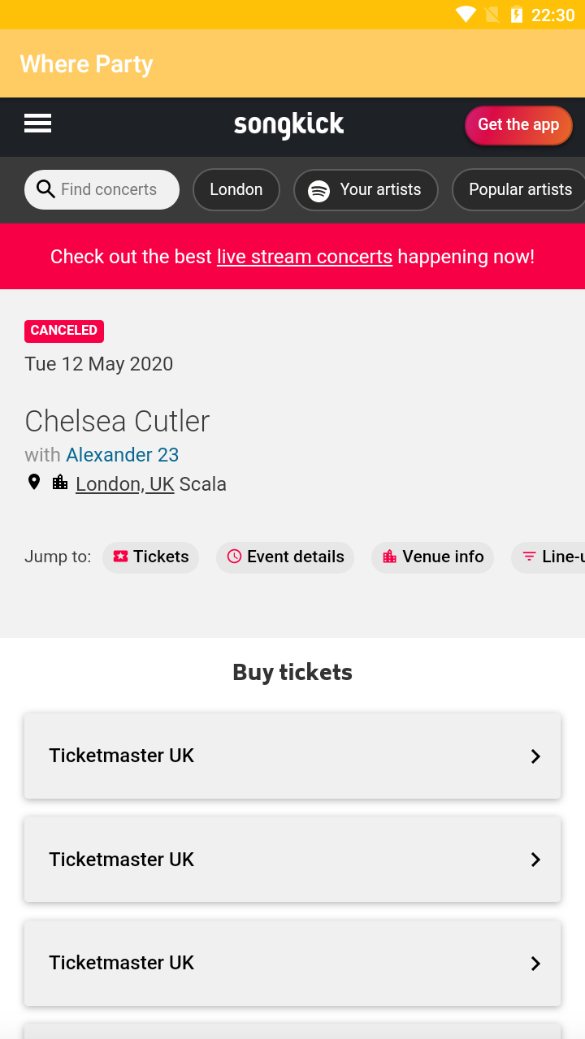 22:30
Where Party
songkick
Get the app
Find concerts
London
Your artists
Popular artists
Check out the best live stream concerts happening now!
CANCELED
Tue 12 May 2020
Chelsea Cutler
with Alexander 23
London, UK Scala
Jump to: Tickets Event details Venue info Line-u
Buy tickets
Ticketmaster UK
Ticketmaster UK
Ticketmaster UK